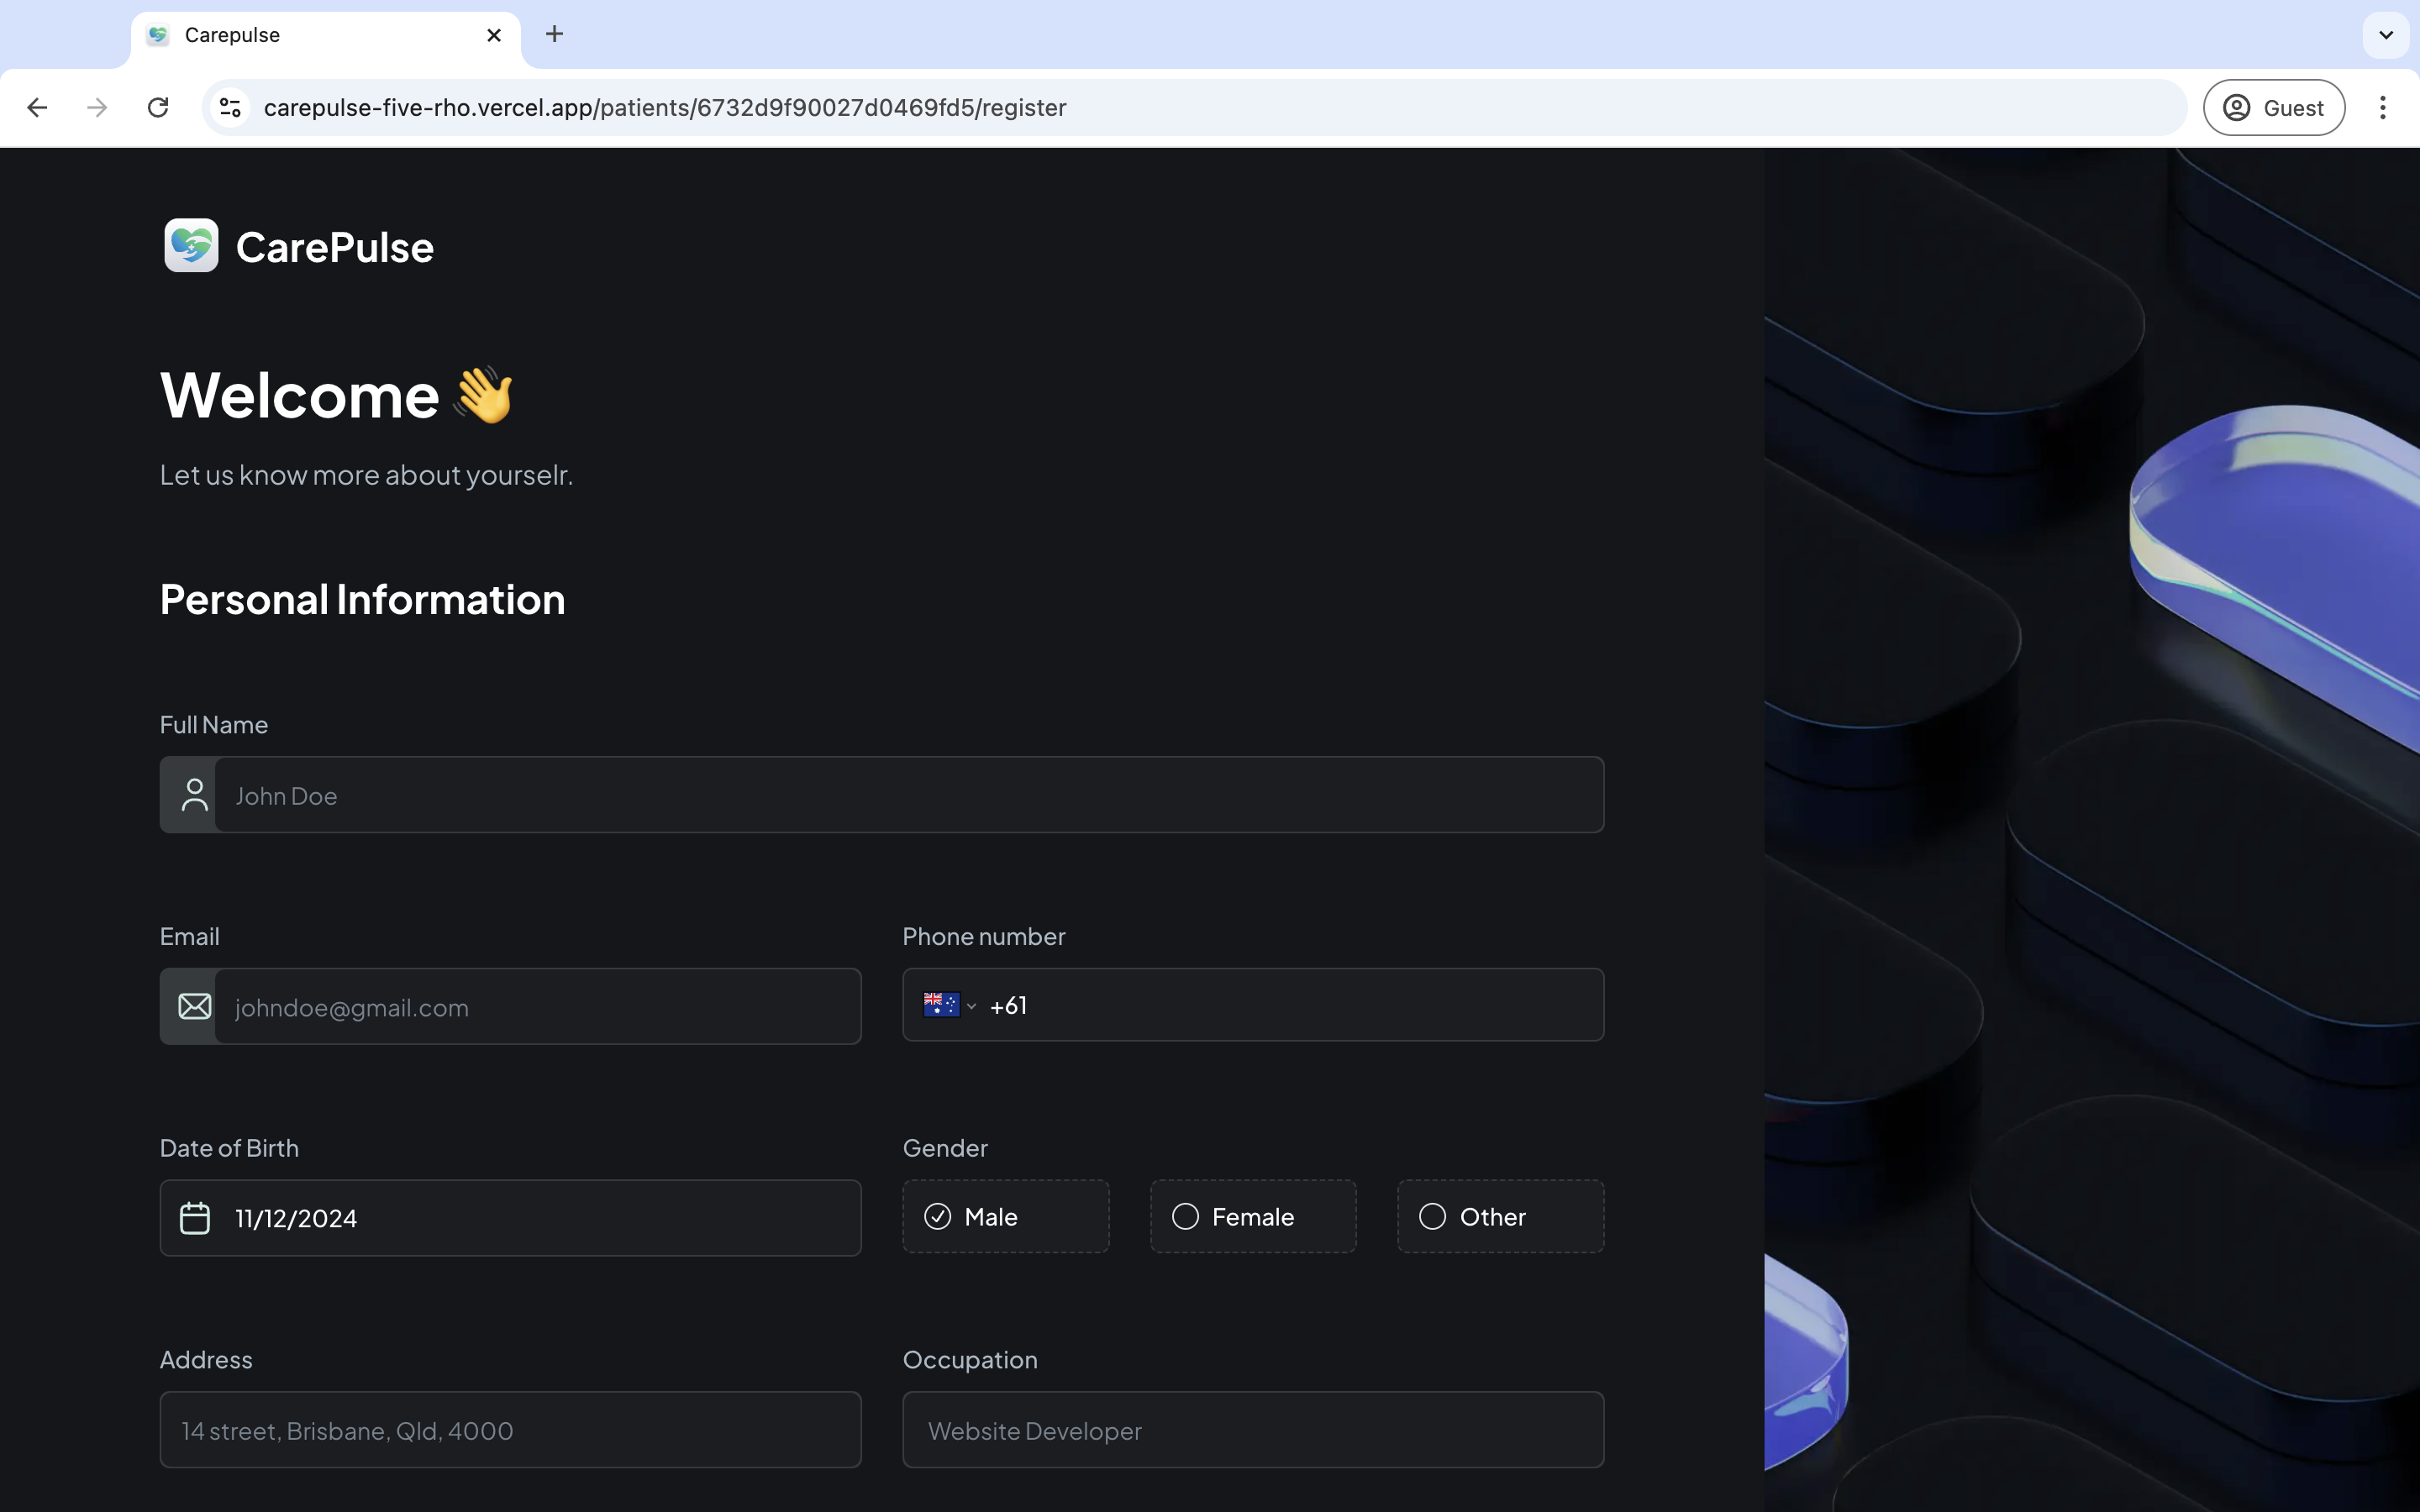 Carepulse
carepulse-five-rho.vercel.app/patients/6732d9f90027d0469fd5/register
Guest
CarePulse
Welcome 👋
Let us know more about yourselr.
Personal Information
Full Name
John Doe
Email
Phone number
johndoe@gmail.com
+61
Date of Birth
Gender
11/12/2024
Male
Female
Other
Address
Occupation
14 street, Brisbane, Qld, 4000
Website Developer